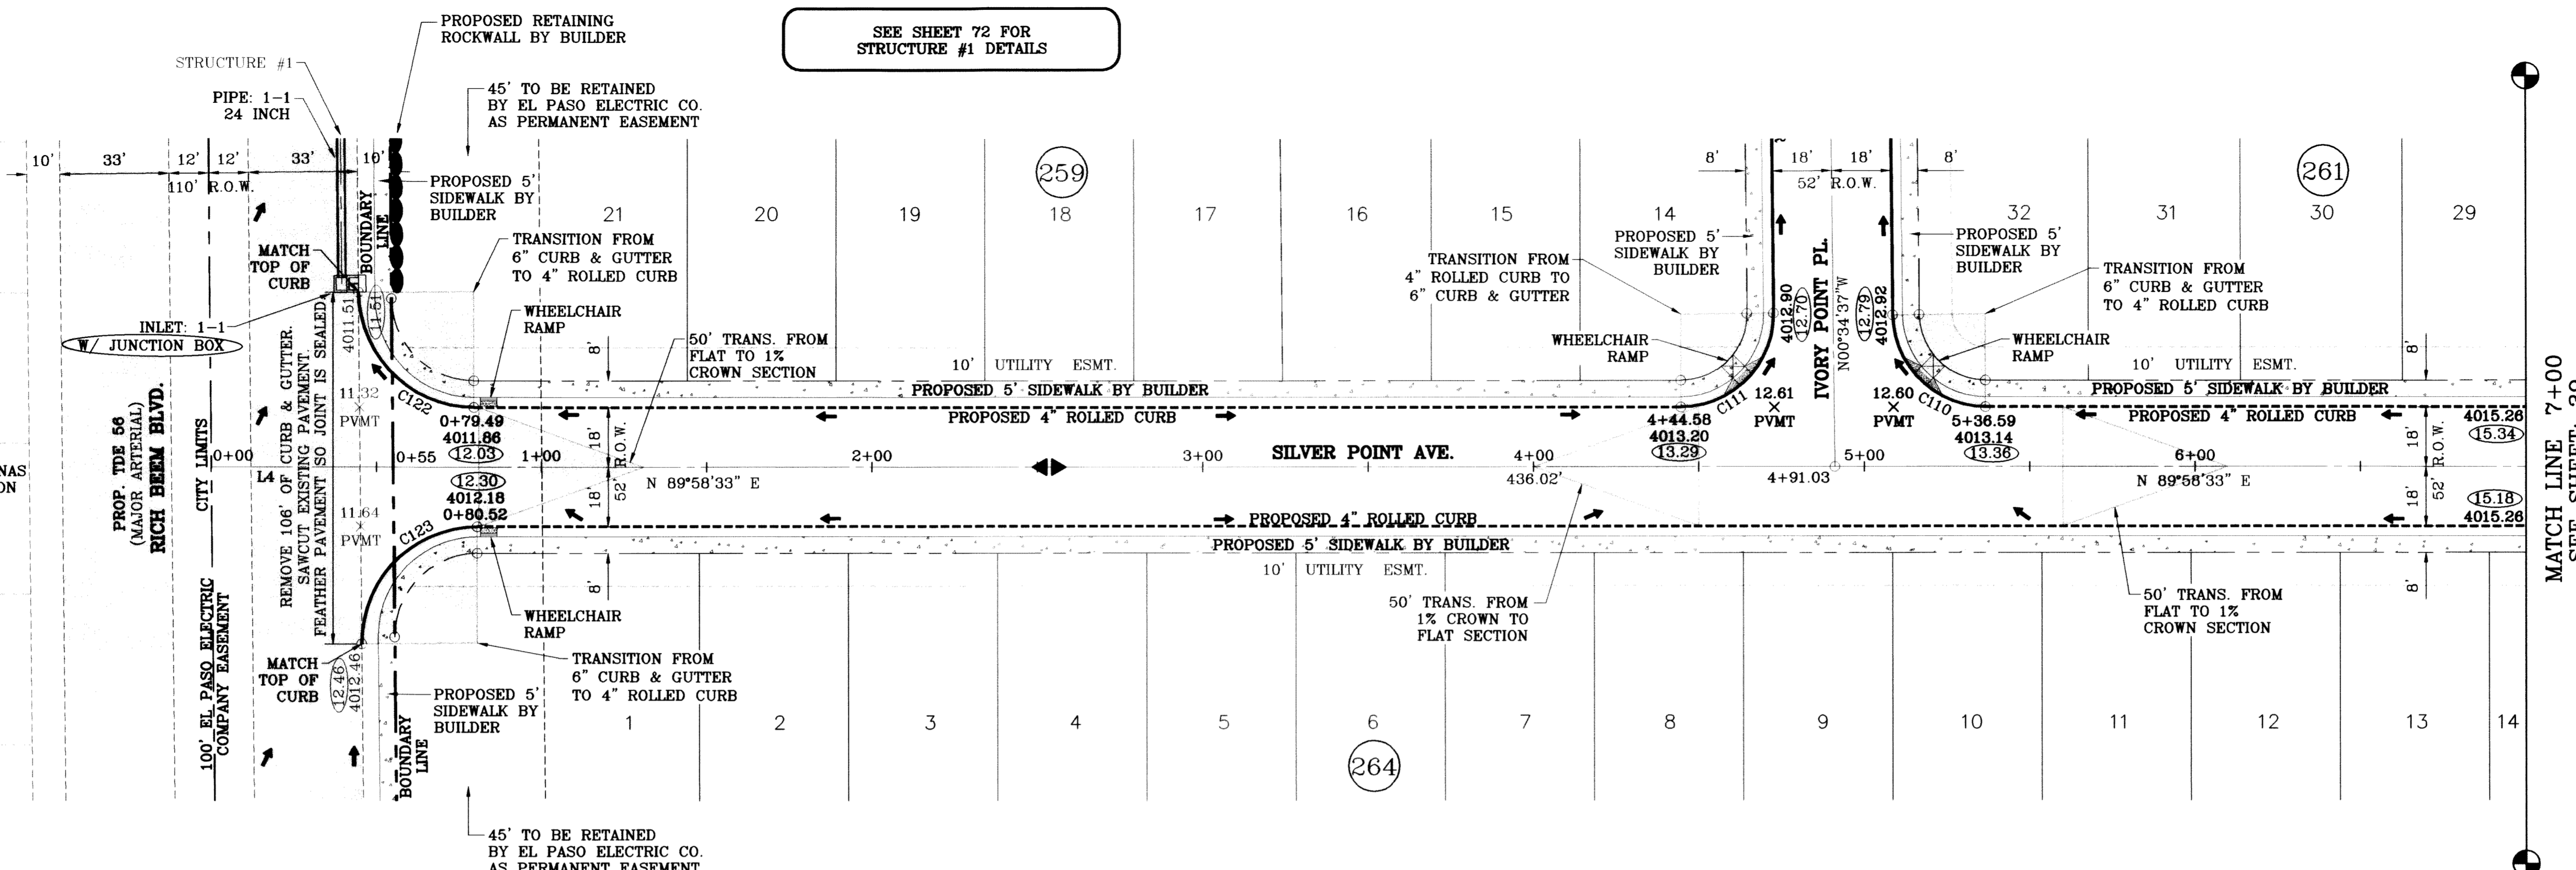 SEE SHEET 72 FOR
STRUCTURE #1 DETAILS
PROPOSED RETAINING
ROCKWALL BY BUILDER
STRUCTURE #1
PIPE: 1-1
24 INCH
45' TO BE RETAINED
BY EL PASO ELECTRIC CO.
AS PERMANENT EASEMENT
10'
33'
12'
12'
33'
10'
110' R.O.W.
BOUNDARY
LINE
PROPOSED 5'
SIDEWALK BY
BUILDER
MATCH
TOP OF
CURB
TRANSITION FROM
6" CURB & GUTTER
TO 4" ROLLED CURB
INLET: 1-1
W/ JUNCTION BOX
4011.51
11.51
WHEELCHAIR
RAMP
50' TRANS. FROM
FLAT TO 1%
CROWN SECTION
8'
259
21
20
19
18
17
16
15
14
8'
18'
18'
8'
52' R.O.W.
261
32
31
30
29
PROPOSED 5'
SIDEWALK BY
BUILDER
PROPOSED 5'
SIDEWALK BY
BUILDER
TRANSITION FROM
4" ROLLED CURB TO
6" CURB & GUTTER
TRANSITION FROM
6" CURB & GUTTER
TO 4" ROLLED CURB
WHEELCHAIR
RAMP
WHEELCHAIR
RAMP
4012.90
12.70
IVORY POINT PL.
N00°34'37"W
12.79
4012.92
10' UTILITY ESMT.
10' UTILITY ESMT.
8'
PROPOSED 5' SIDEWALK BY BUILDER
PROPOSED 5' SIDEWALK BY BUILDER
PROPOSED 4" ROLLED CURB
PROPOSED 4" ROLLED CURB
C122
11.32
PVMT
0+79.49
4011.86
12.03
C111
12.61
PVMT
12.60
PVMT
C110
4+44.58
4013.20
13.29
5+36.59
4013.14
13.36
4015.26
15.34
PROP. TDE 56
(MAJOR ARTERIAL)
RICH BEEM BLVD.
CITY LIMITS
100' EL PASO ELECTRIC
COMPANY EASEMENT
REMOVE 106' OF CURB & GUTTER.
SAWCUT EXISTING PAVEMENT.
FEATHER PAVEMENT SO JOINT IS SEALED
NAS
ON
0+00
L4
0+55
1+00
2+00
SILVER POINT AVE.
3+00
4+00
5+00
6+00
18'
18'
52' R.O.W.
N 89°58'33" E
436.02'
4+91.03
N 89°58'33" E
18'
18'
52' R.O.W.
12.30
4012.18
0+80.52
11.64
PVMT
C123
15.18
4015.26
PROPOSED 4" ROLLED CURB
PROPOSED 5' SIDEWALK BY BUILDER
10' UTILITY ESMT.
8'
8'
WHEELCHAIR
RAMP
50' TRANS. FROM
1% CROWN TO
FLAT SECTION
50' TRANS. FROM
FLAT TO 1%
CROWN SECTION
MATCH
TOP OF
CURB
12.46
4012.46
TRANSITION FROM
6" CURB & GUTTER
TO 4" ROLLED CURB
PROPOSED 5'
SIDEWALK BY
BUILDER
BOUNDARY
LINE
1
2
3
4
5
6
7
8
9
10
11
12
13
14
264
45' TO BE RETAINED
BY EL PASO ELECTRIC CO.
AS PERMANENT EASEMENT
MATCH LINE 7+00